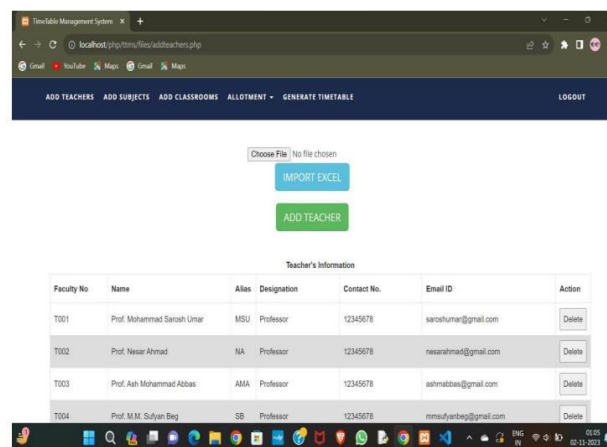 TimeTable Management System
localhost/php/ttms/files/addteachers.php
Gmail YouTube Maps Gmail Maps
ADD TEACHERS ADD SUBJECTS ADD CLASSROOMS ALLOTMENT GENERATE TIMETABLE LOGOUT
Choose File No file chosen
IMPORT EXCEL
ADD TEACHER
Teacher's Information
Faculty No Name Alias Designation Contact No. Email ID Action
T001 Prof. Mohammad Sarosh Umar MSU Professor 12345678 saroshumar@gmail.com Delete
T002 Prof. Nesar Ahmad NA Professor 12345678 nesarahmad@gmail.com Delete
T003 Prof. Ash Mohammad Abbas AMA Professor 12345678 ashmabbas@gmail.com Delete
T004 Prof. M.M. Sufyan Beg SB Professor 12345678 mmsufyanbeg@gmail.com Delete
ENG 01:05
IN 02-11-2023